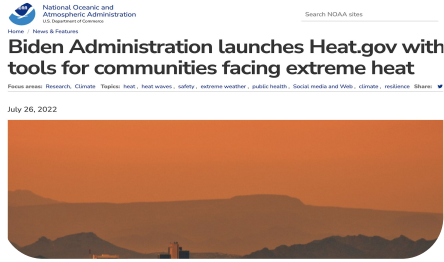 National Oceanic and
Atmospheric Administration
U.S. Department of Commerce
Search NOAA sites
Home / News & Features
Biden Administration launches Heat.gov with
tools for communities facing extreme heat
Focus areas: Research, Climate Topics: heat, heat waves, safety, extreme weather, public health, Social media and Web, climate, resilience Share:
July 26, 2022